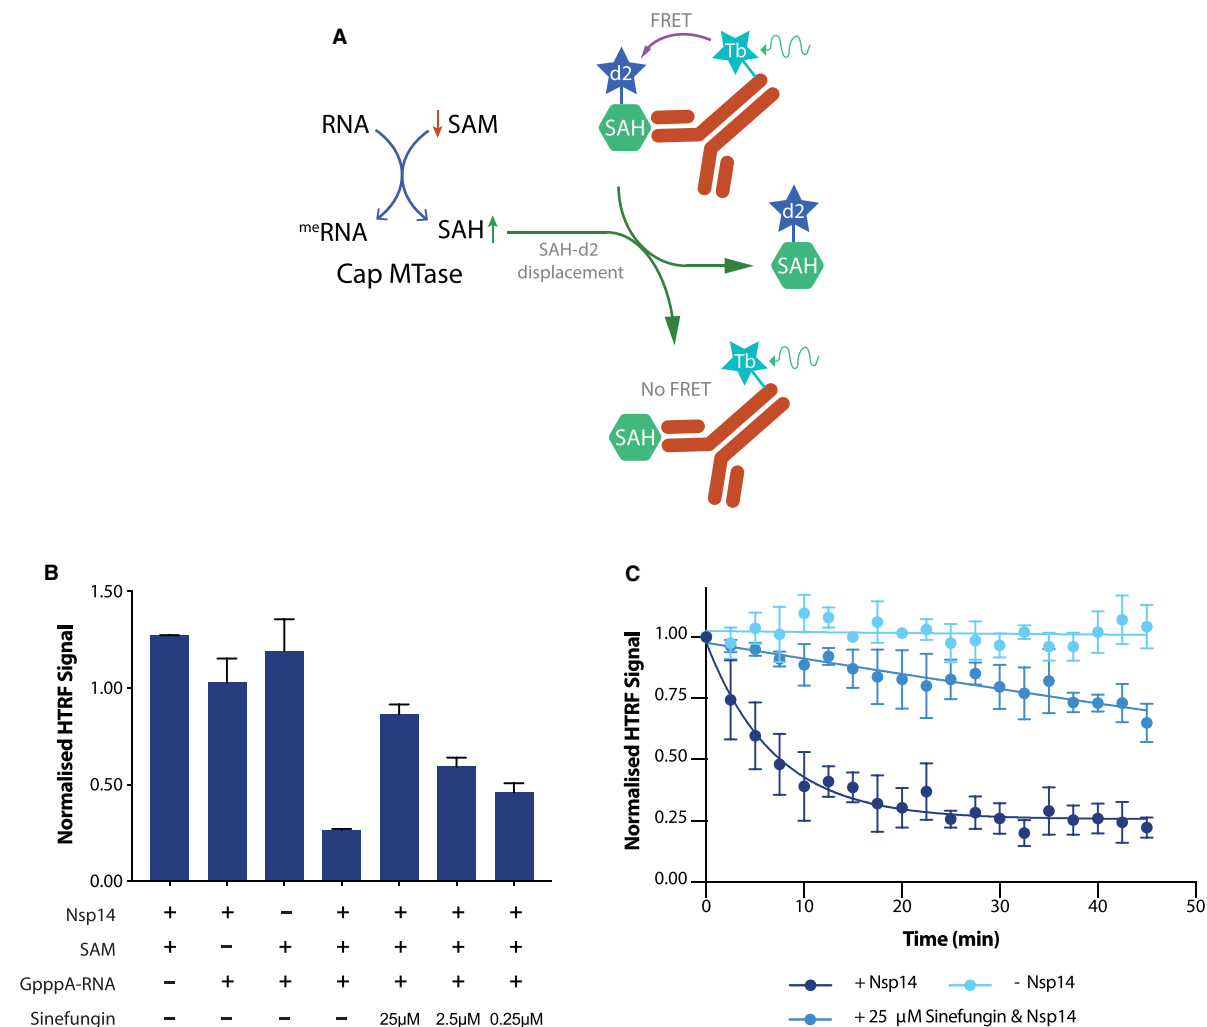 A
FRET
Tb
d2
SAH
RNA
SAM
d2
meRNA
SAH
SAH-d2
displacement
Cap MTase
SAH
Tb
No FRET
SAH
B
Normalised HTRF Signal
1.50
1.00
0.50
0.00
Nsp14 + + − + + + +
SAM + − + + + + +
GpppA-RNA − + + + + + +
Sinefungin − − − − 25µM 2.5µM 0.25µM
C
Normalised HTRF Signal
1.00
0.75
0.50
0.25
0.00
0 10 20 30 40 50
Time (min)
+ Nsp14 - Nsp14
+ 25 µM Sinefungin & Nsp14